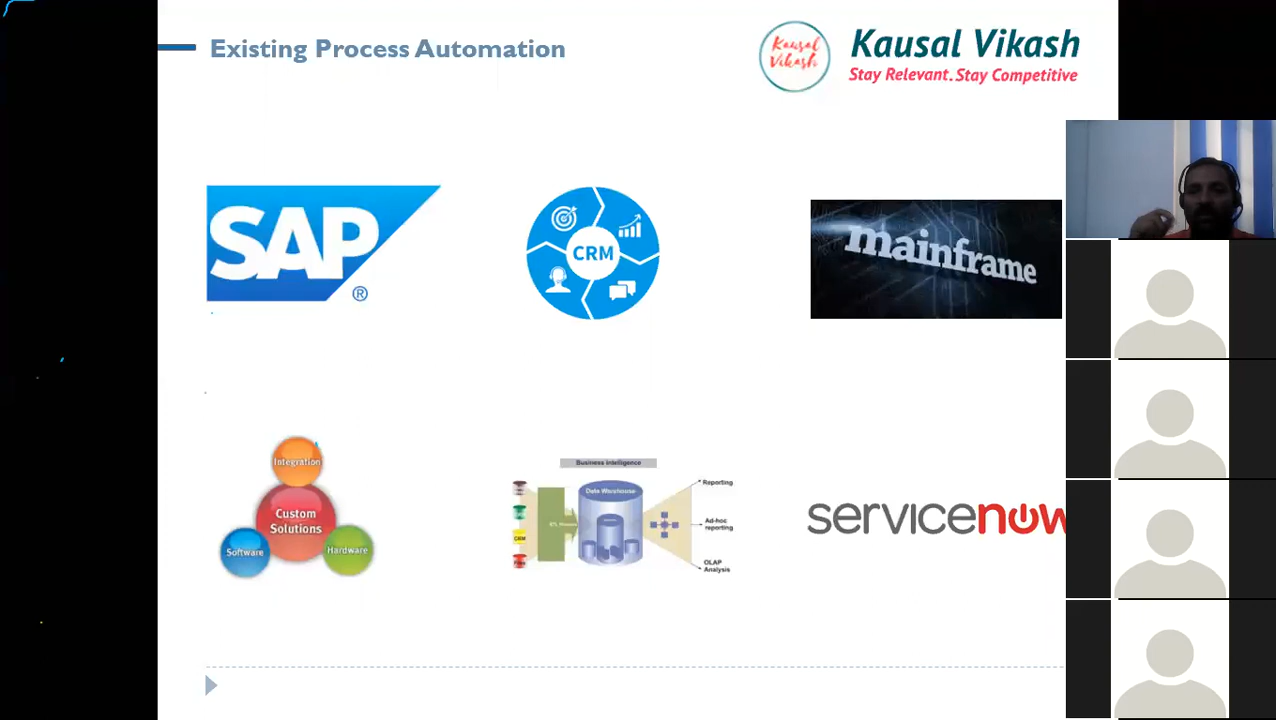 Existing Process Automation
Kausal
Vikash
Kausal Vikash
Stay Relevant. Stay Competitive
SAP
®
CRM
mainframe
Integration
Custom
Solutions
Software
Hardware
Business intelligence
Data Warehouse
CRM
Reporting
Ad-hoc
reporting
OLAP
Analysis
servicenow